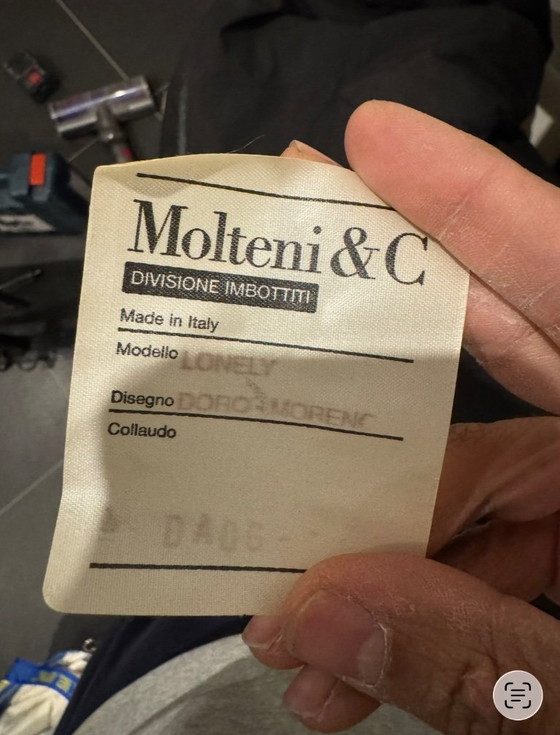 Molteni & C
DIVISIONE IMBOTTITI
Made in Italy
Modello LONELY
Disegno
Collaudo